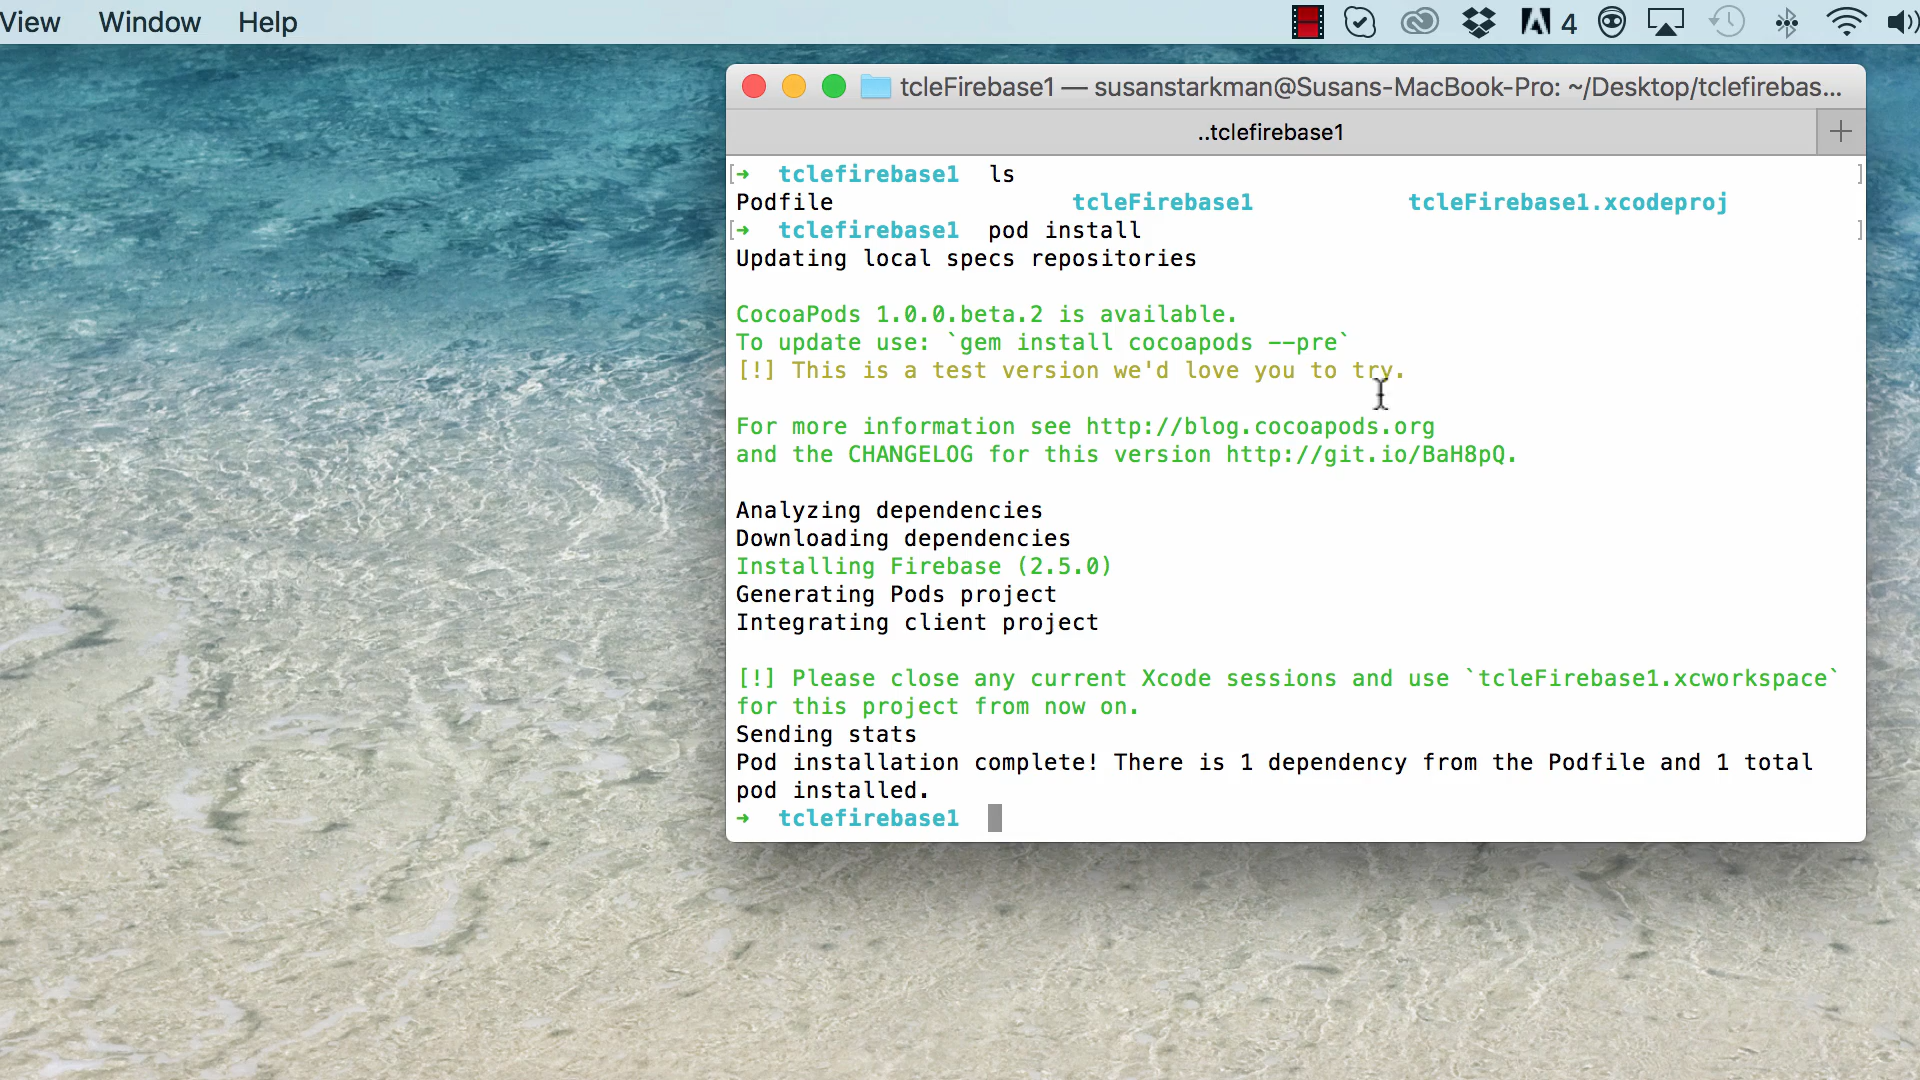 View Window Help 4
tcleFirebase1 — susanstarkman@Susans-MacBook-Pro: ~/Desktop/tclefirebas...
..tclefirebase1
[➜ tclefirebase1 ls ]
Podfile tcleFirebase1 tcleFirebase1.xcodeproj
[➜ tclefirebase1 pod install ]
Updating local specs repositories
CocoaPods 1.0.0.beta.2 is available.
To update use: `gem install cocoapods --pre`
[!] This is a test version we'd love you to try.
For more information see http://blog.cocoapods.org
and the CHANGELOG for this version http://git.io/BaH8pQ.
Analyzing dependencies
Downloading dependencies
Installing Firebase (2.5.0)
Generating Pods project
Integrating client project
[!] Please close any current Xcode sessions and use `tcleFirebase1.xcworkspace`
for this project from now on.
Sending stats
Pod installation complete! There is 1 dependency from the Podfile and 1 total
pod installed.
➜ tclefirebase1